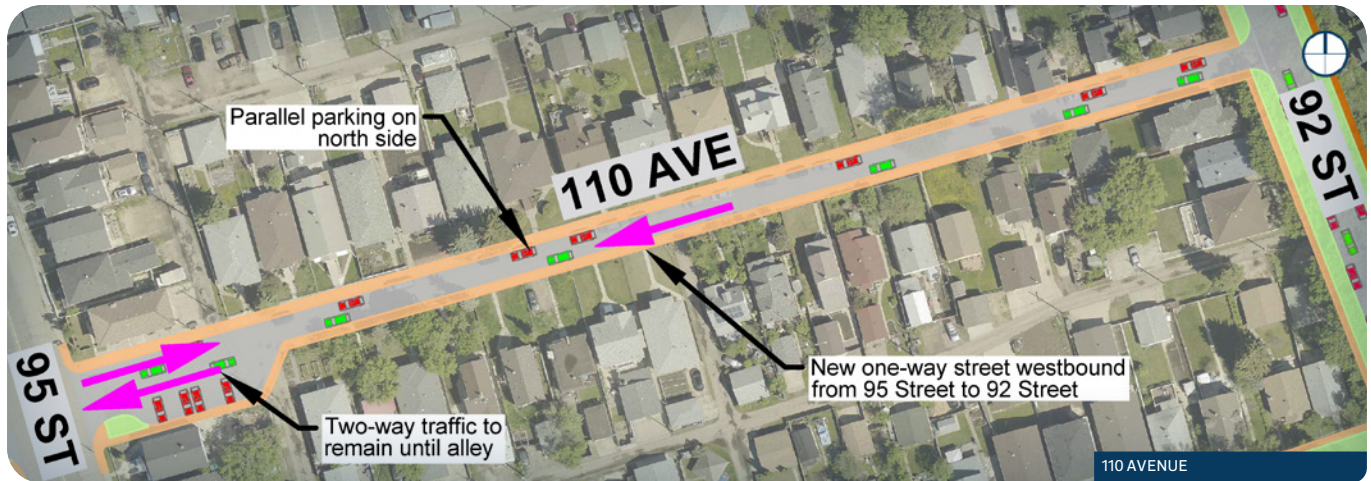 Parallel parking on
north side
110 AVE
92 ST
95 ST
New one-way street westbound
from 95 Street to 92 Street
Two-way traffic to
remain until alley
110 AVENUE